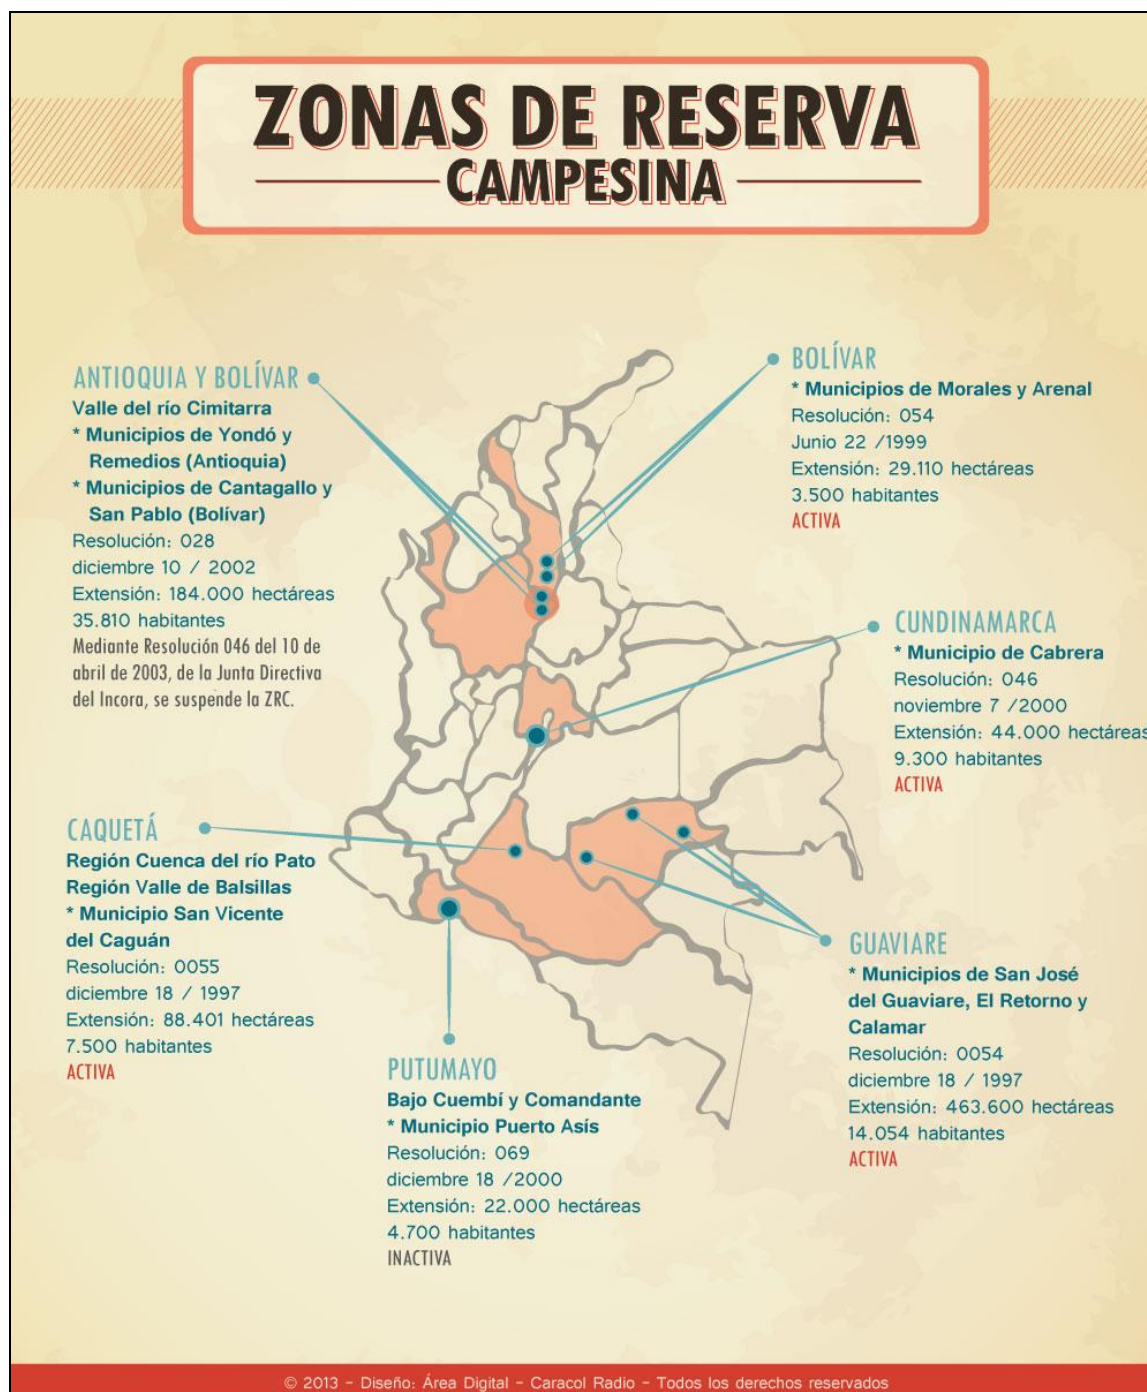 ZONAS DE RESERVA
CAMPESINA
ANTIOQUIA Y BOLÍVAR
Valle del río Cimitarra
* Municipios de Yondó y
Remedios (Antioquia)
* Municipios de Cantagallo y
San Pablo (Bolívar)
Resolución: 028
diciembre 10 / 2002
Extensión: 184.000 hectáreas
35.810 habitantes
Mediante Resolución 046 del 10 de
abril de 2003, de la Junta Directiva
del Incora, se suspende la ZRC.
BOLÍVAR
* Municipios de Morales y Arenal
Resolución: 054
Junio 22 /1999
Extensión: 29.110 hectáreas
3.500 habitantes
ACTIVA
CUNDINAMARCA
* Municipio de Cabrera
Resolución: 046
noviembre 7 /2000
Extensión: 44.000 hectáreas
9.300 habitantes
ACTIVA
CAQUETÁ
Región Cuenca del río Pato
Región Valle de Balsillas
* Municipio San Vicente
del Caguán
Resolución: 0055
diciembre 18 / 1997
Extensión: 88.401 hectáreas
7.500 habitantes
ACTIVA
PUTUMAYO
Bajo Cuembí y Comandante
* Municipio Puerto Asís
Resolución: 069
diciembre 18 /2000
Extensión: 22.000 hectáreas
4.700 habitantes
INACTIVA
GUAVIARE
* Municipios de San José
del Guaviare, El Retorno y
Calamar
Resolución: 0054
diciembre 18 / 1997
Extensión: 463.600 hectáreas
14.054 habitantes
ACTIVA
© 2013 - Diseño: Área Digital - Caracol Radio - Todos los derechos reservados